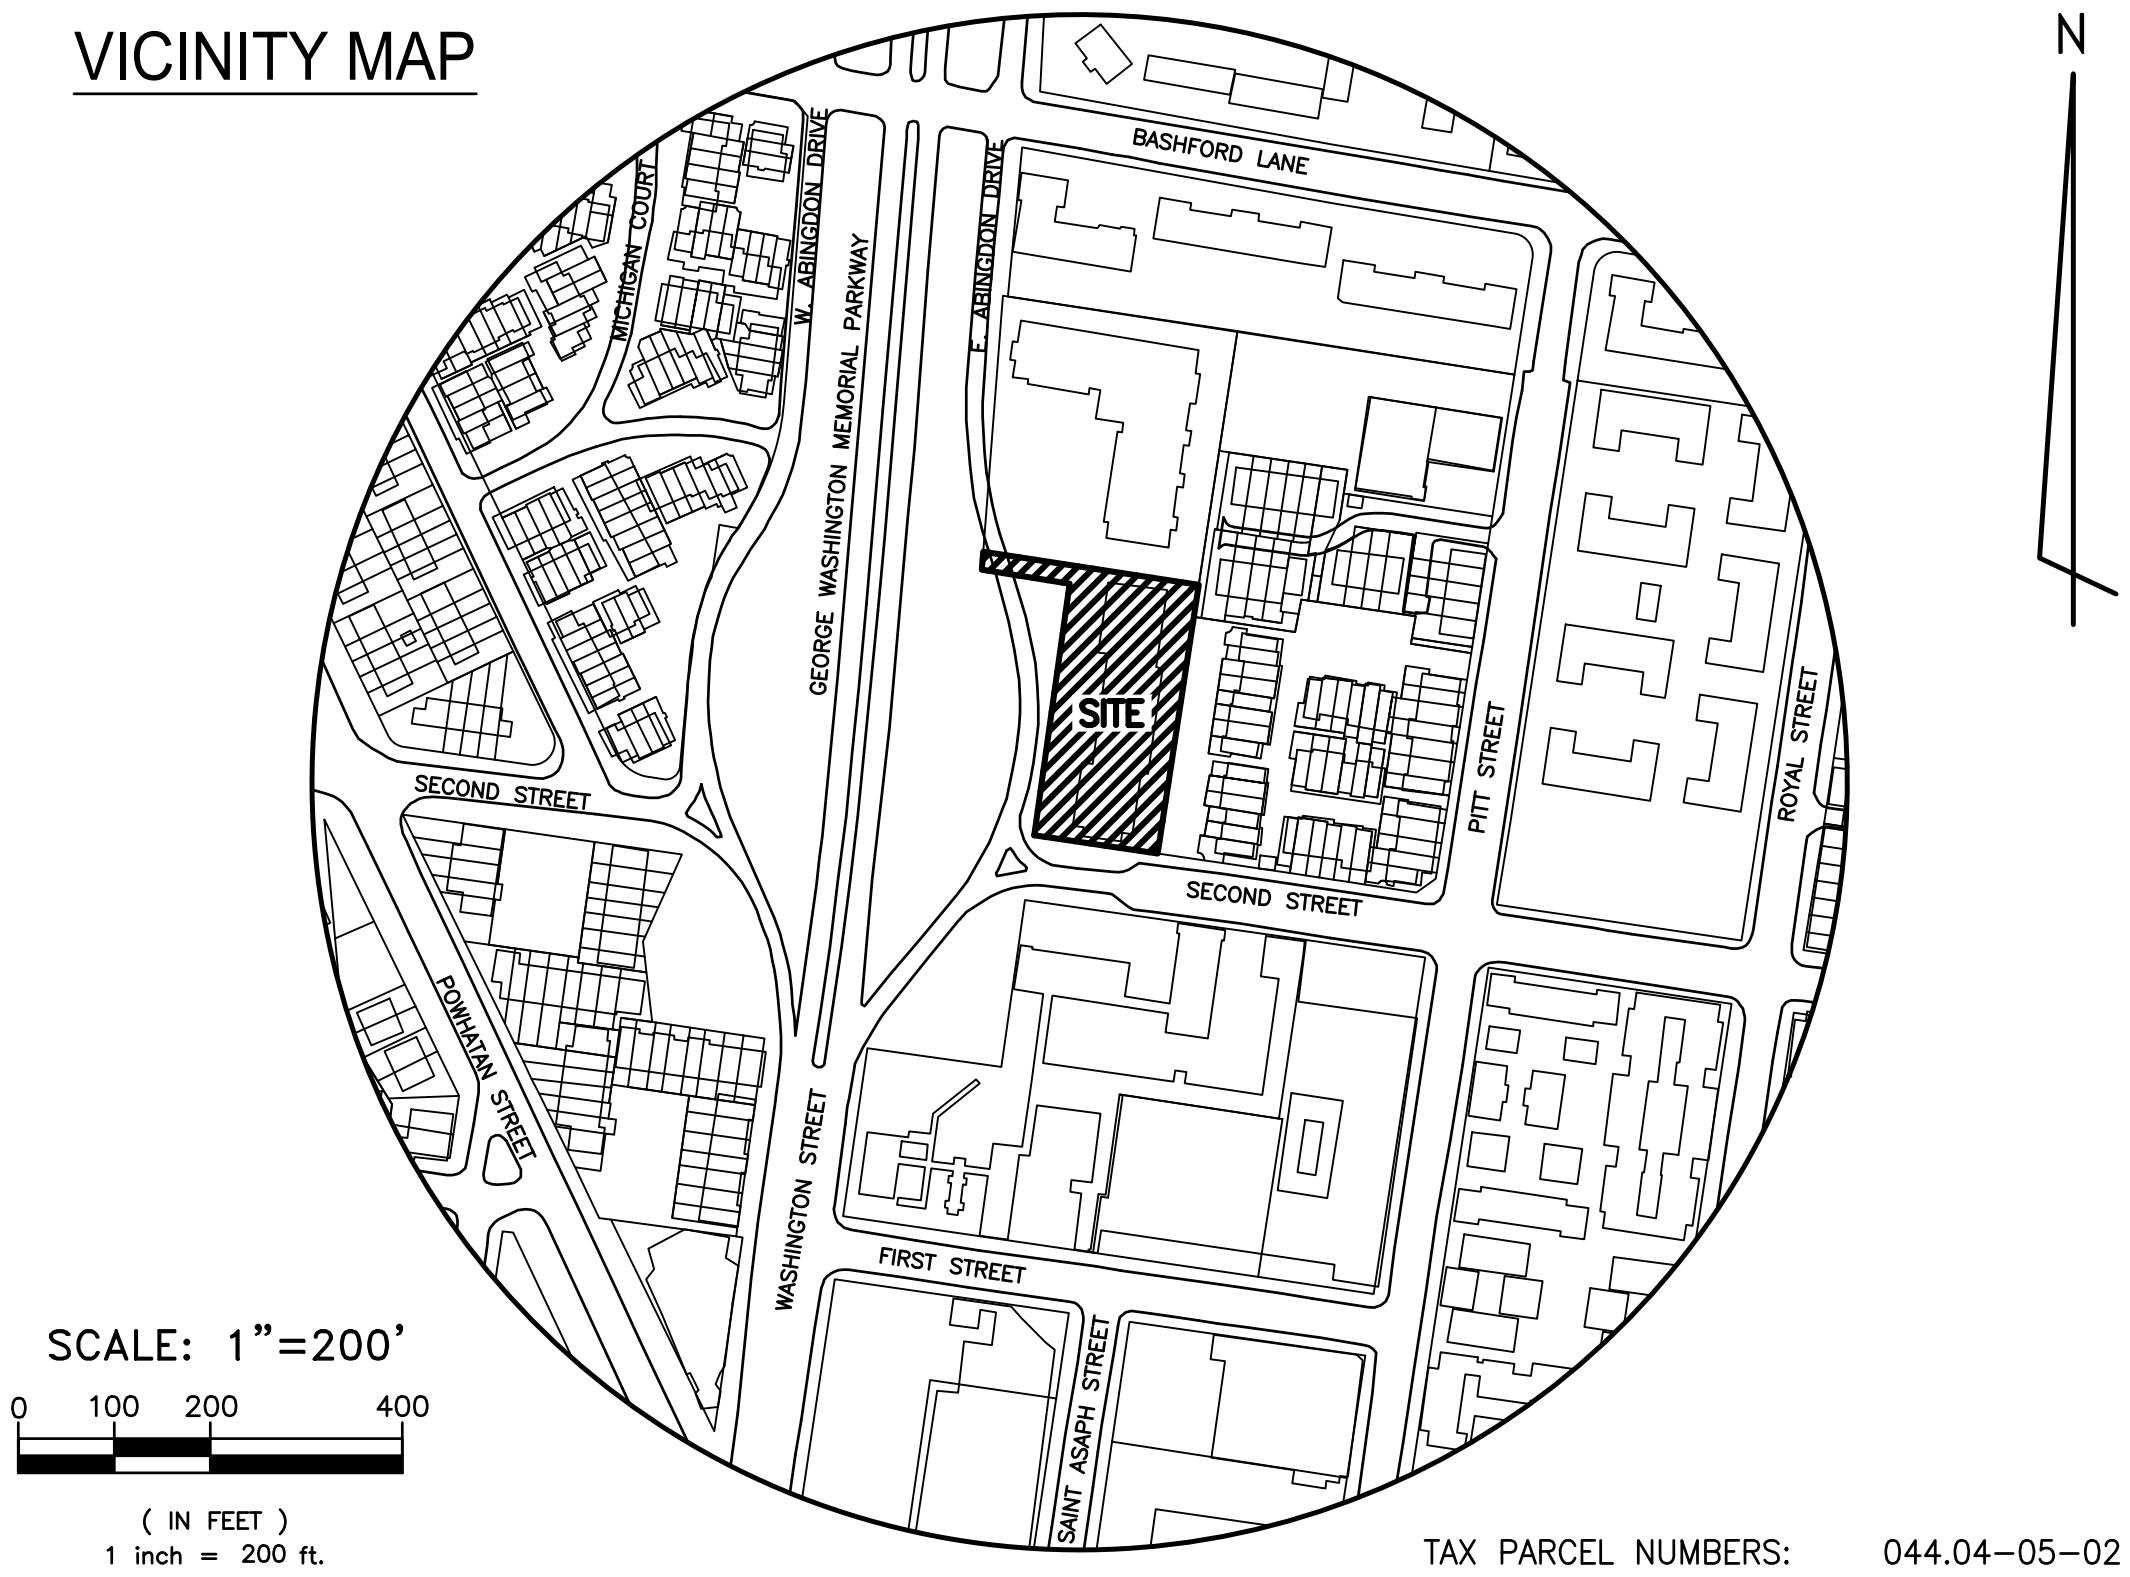 VICINITY MAP
N
BASHFORD LANE
W. ABINGDON DRIVE
E. ABINGDON DRIVE
MICHIGAN COURT
GEORGE WASHINGTON MEMORIAL PARKWAY
SITE
PITT STREET
ROYAL STREET
SECOND STREET
SECOND STREET
POWHATAN STREET
WASHINGTON STREET
FIRST STREET
SAINT ASAPH STREET
SCALE: 1"=200'
0 100 200 400
( IN FEET )
1 inch = 200 ft.
TAX PARCEL NUMBERS: 044.04-05-02